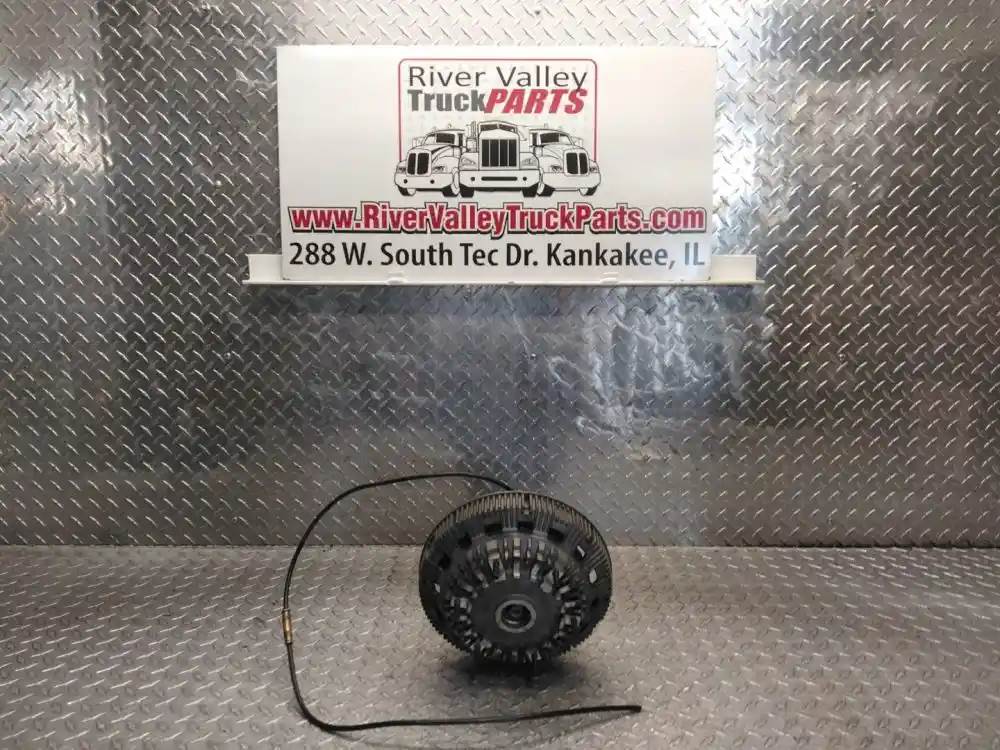 River Valley
TruckPARTS
www.RiverValleyTruckParts.com
288 W. South Tec Dr. Kankakee, IL